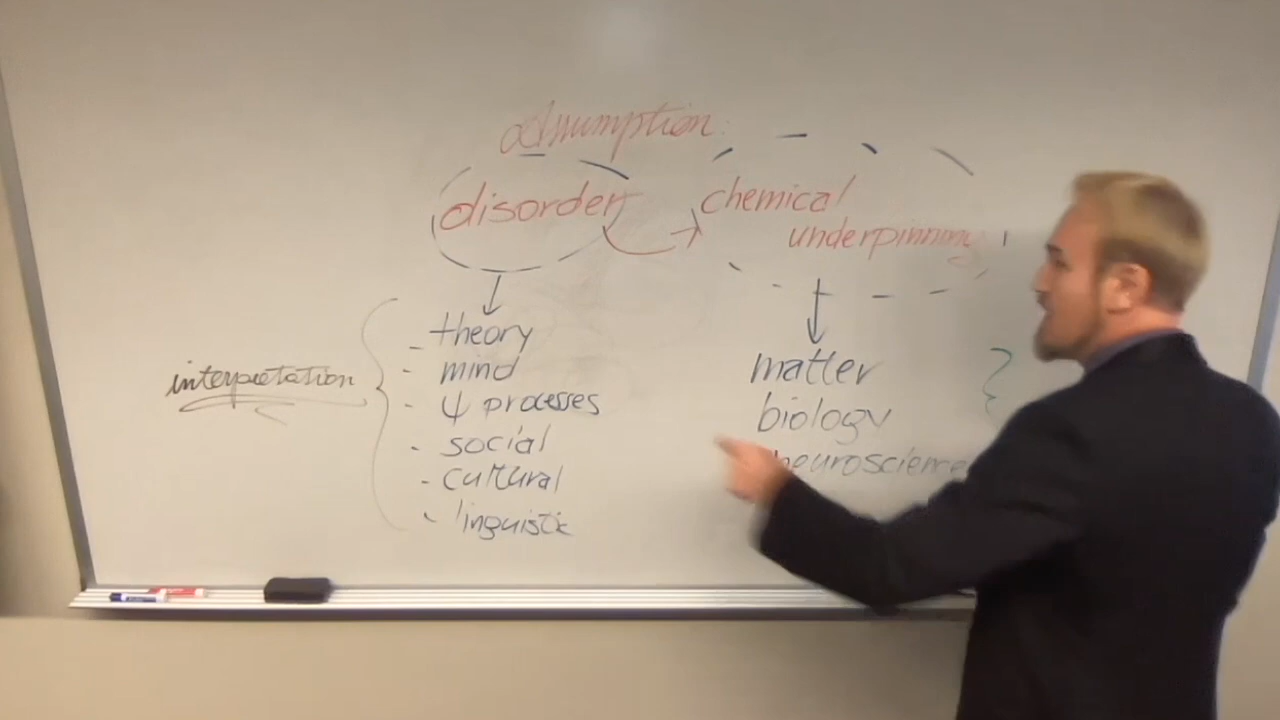 assumption:
disorder
chemical
underpinning
interpretation
- theory
- mind
- ψ processes
- social
- cultural
- linguistic
matter
biology
neuroscience